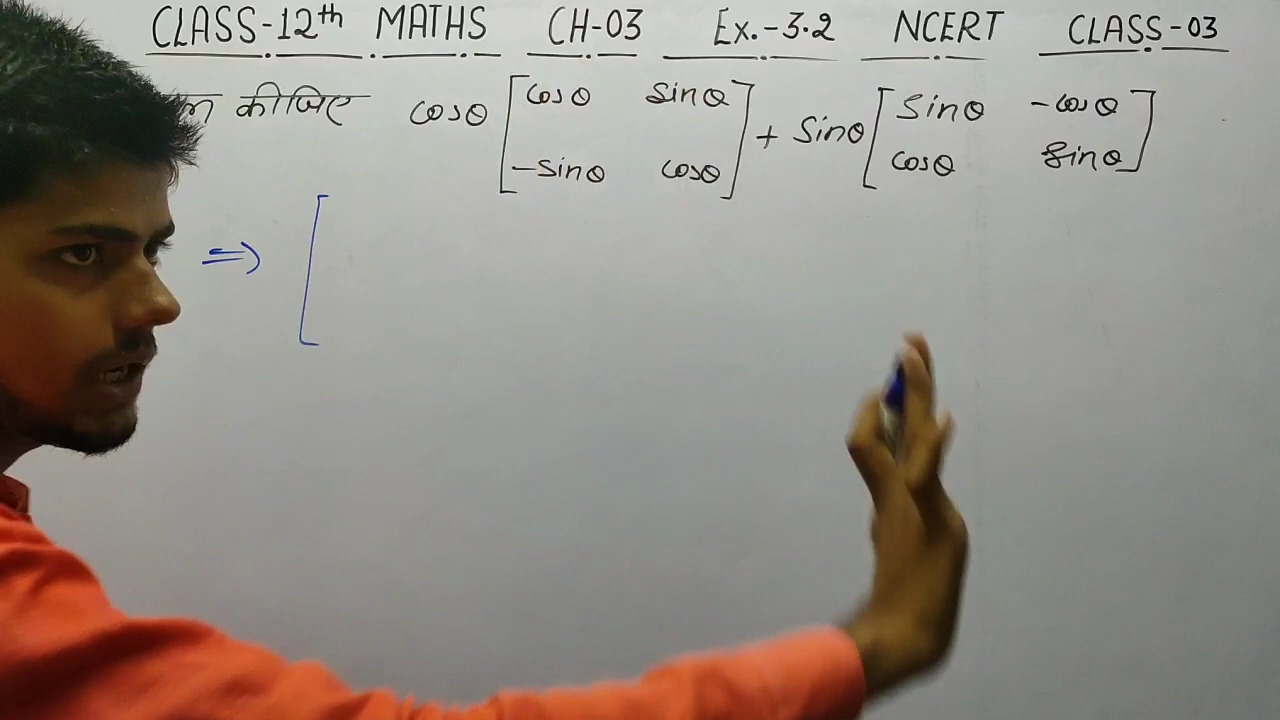 CLASS-12th MATHS CH-03 Ex.-3.2 NCERT CLASS-03
कीजिए cosθ [cosθ sinθ -sinθ cosθ] + Sinθ [Sinθ -cosθ cosθ Sinθ]
⇒ [